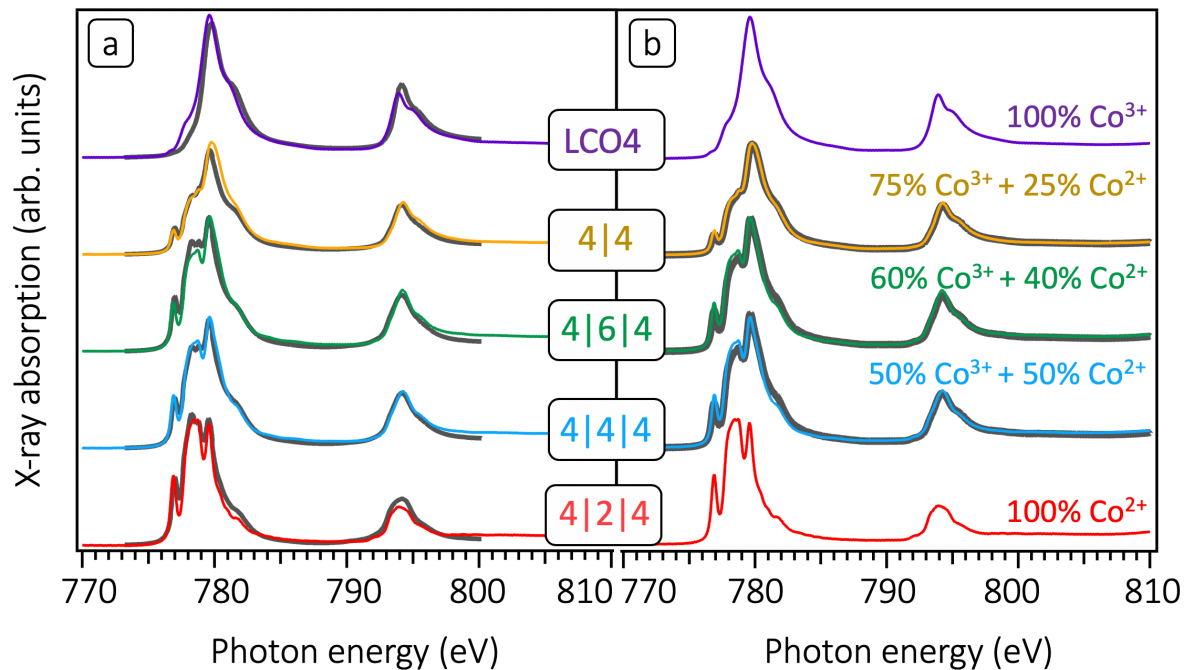 a
b
X-ray absorption (arb. units)
LCO4
100% Co³⁺
75% Co³⁺ + 25% Co²⁺
4|4
60% Co³⁺ + 40% Co²⁺
4|6|4
50% Co³⁺ + 50% Co²⁺
4|4|4
4|2|4
100% Co²⁺
770 780 790 800 810 770 780 790 800 810
Photon energy (eV) Photon energy (eV)